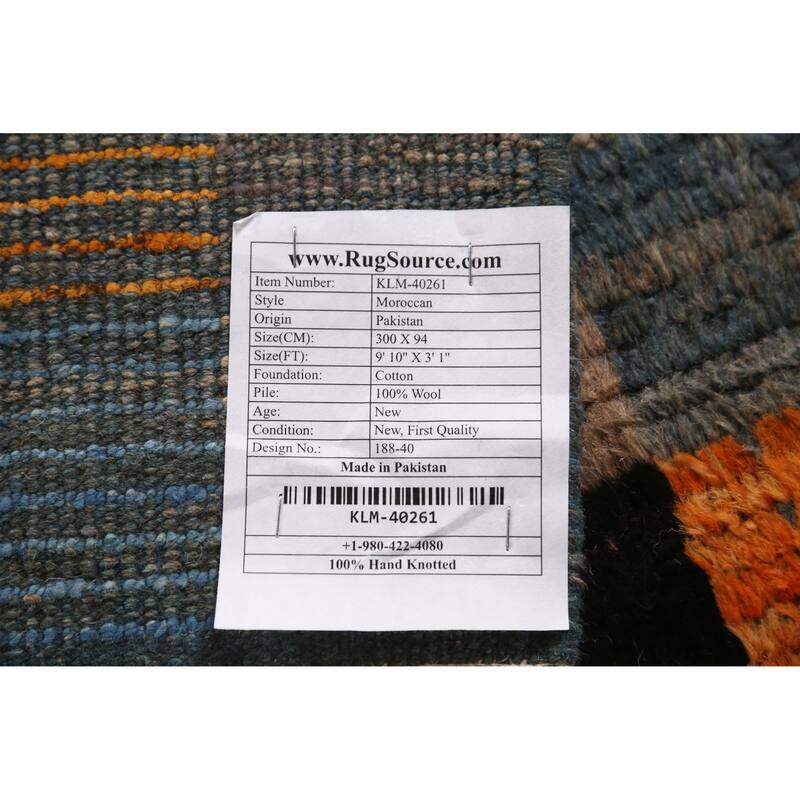 www.RugSource.com
Item Number: KLM-40261
Style Moroccan
Origin Pakistan
Size(CM): 300 X 94
Size(FT): 9' 10" X 3' 1"
Foundation: Cotton
Pile: 100% Wool
Age: New
Condition: New, First Quality
Design No.: 188-40
Made in Pakistan
KLM-40261
+1-980-422-4080
100% Hand Knotted